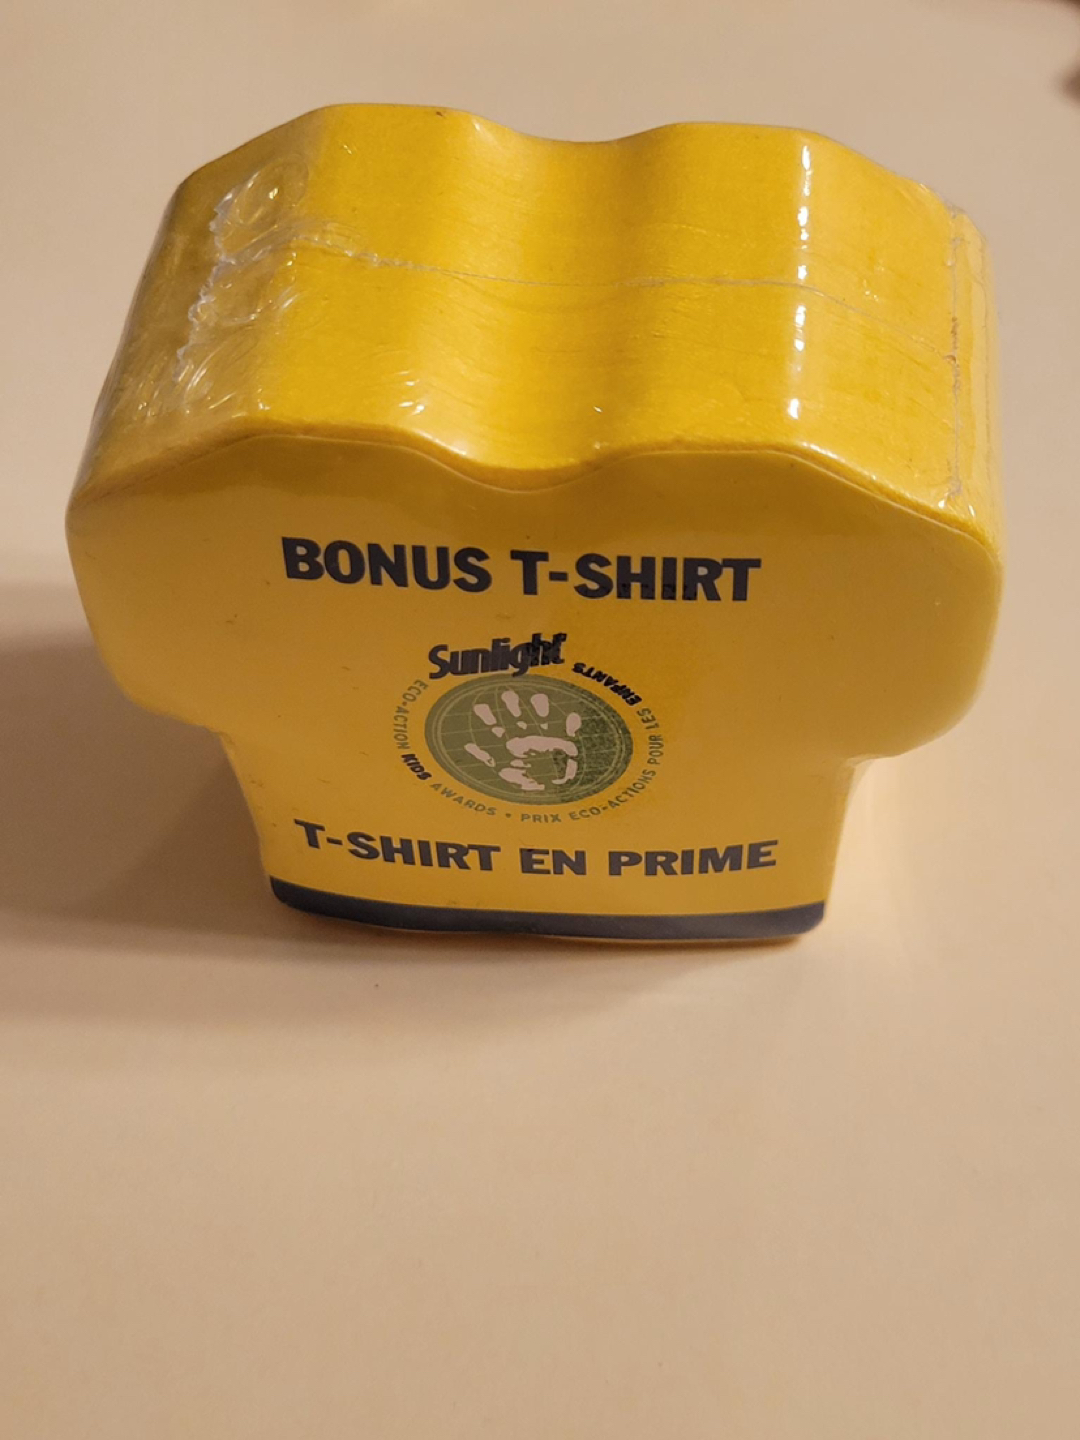 BONUS T-SHIRT
Sunlight
ECO-ACTION KIDS AWARDS • PRIX ECO-ACTIONS POUR LES ENFANTS
T-SHIRT EN PRIME